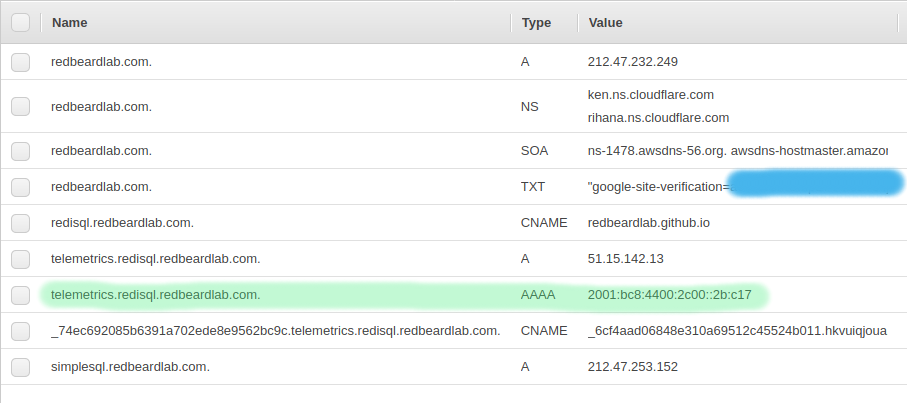 Name Type Value
redbeardlab.com. A 212.47.232.249
redbeardlab.com. NS ken.ns.cloudflare.com
rihana.ns.cloudflare.com
redbeardlab.com. SOA ns-1478.awsdns-56.org. awsdns-hostmaster.amazon
redbeardlab.com. TXT "google-site-verification=
redisql.redbeardlab.com. CNAME redbeardlab.github.io
telemetrics.redisql.redbeardlab.com. A 51.15.142.13
telemetrics.redisql.redbeardlab.com. AAAA 2001:bc8:4400:2c00::2b:c17
_74ec692085b6391a702ede8e9562bc9c.telemetrics.redisql.redbeardlab.com. CNAME _6cf4aad06848e310a69512c45524b011.hkvuiqjoua
simplesql.redbeardlab.com. A 212.47.253.152